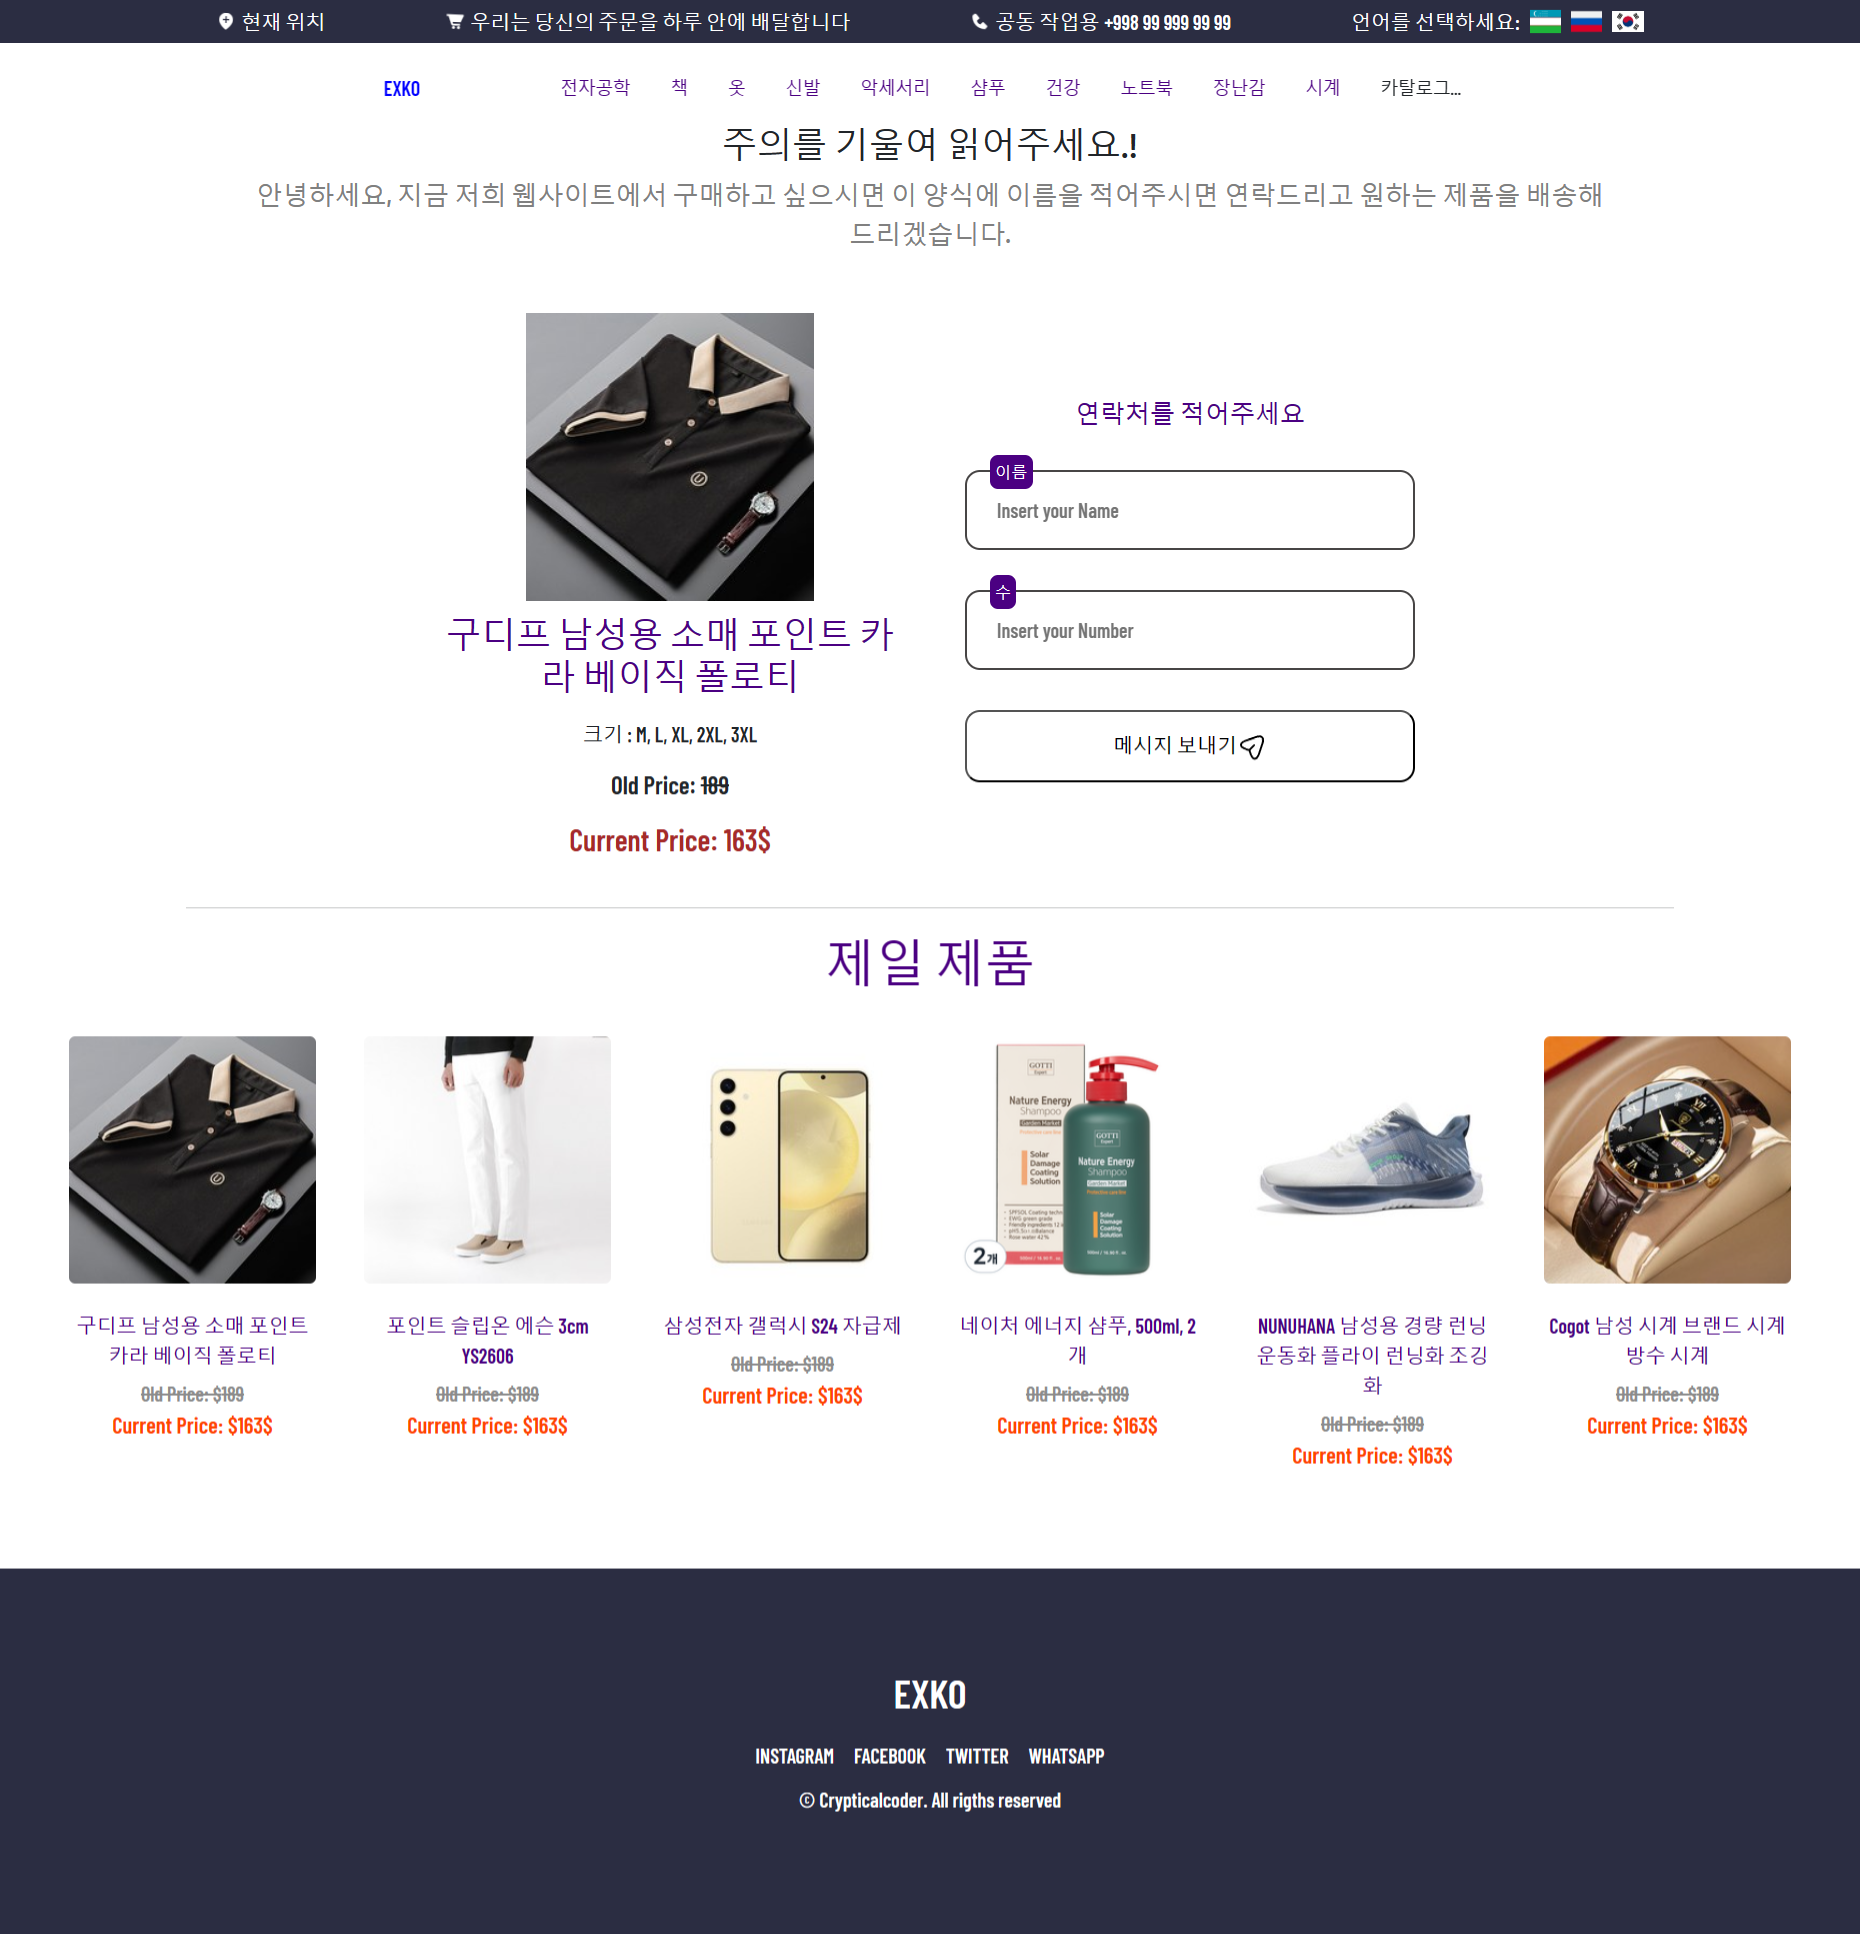 현재 위치
우리는 당신의 주문을 하루 안에 배달합니다
공동 작업용 +998 99 999 99 99
언어를 선택하세요:
EXKO
전자공학
책
옷
신발
악세서리
샴푸
건강
노트북
장난감
시계
카탈로그...
주의를 기울여 읽어주세요.!
안녕하세요, 지금 저희 웹사이트에서 구매하고 싶으시면 이 양식에 이름을 적어주시면 연락드리고 원하는 제품을 배송해
드리겠습니다.
구디프 남성용 소매 포인트 카
라 베이직 폴로티
크기 : M, L, XL, 2XL, 3XL
Old Price: 189
Current Price: 163$
연락처를 적어주세요
이름
Insert your Name
수
Insert your Number
메시지 보내기
제일 제품
구디프 남성용 소매 포인트
카라 베이직 폴로티
Old Price: $189
Current Price: $163$
포인트 슬립온 에슨 3cm
YS2606
Old Price: $189
Current Price: $163$
삼성전자 갤럭시 S24 자급제
Old Price: $189
Current Price: $163$
GOTTI
Expert
Nature Energy
Shampoo
Garden Market
Solar
Damage
Coating
Solution
GOTTI
Expert
Nature Energy
Shampoo
Garden Market
Solar
Damage
Coating
Solution
2개
네이처 에너지 샴푸, 500ml, 2
개
Old Price: $189
Current Price: $163$
NUNUHANA 남성용 경량 런닝
운동화 플라이 런닝화 조깅
화
Old Price: $189
Current Price: $163$
Cogot 남성 시계 브랜드 시계
방수 시계
Old Price: $189
Current Price: $163$
EXKO
INSTAGRAM
FACEBOOK
TWITTER
WHATSAPP
© Crypticalcoder. All rigths reserved